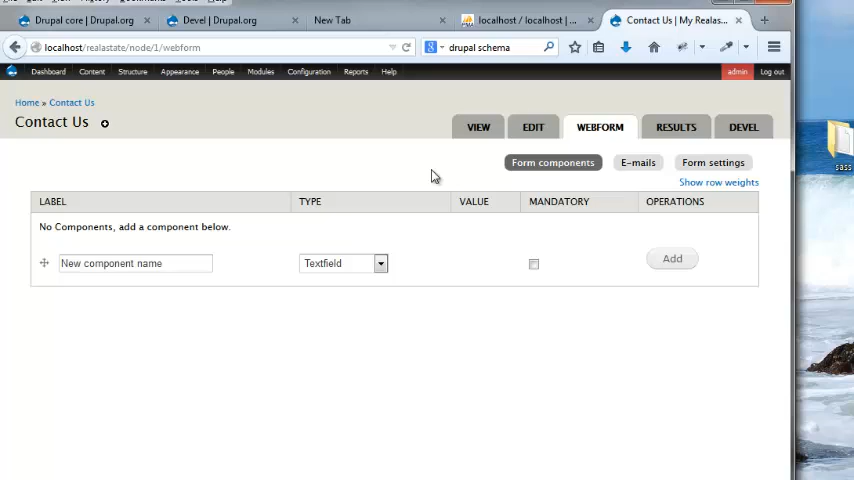 Drupal core | Drupal.org × Devel | Drupal.org × New Tab × localhost / localhost | ... × Contact Us | My Realas... ×
localhost/realastate/node/1/webform drupal schema
Dashboard Content Structure Appearance People Modules Configuration Reports Help admin Log out
Home » Contact Us
Contact Us
VIEW EDIT WEBFORM RESULTS DEVEL
Form components E-mails Form settings
Show row weights
LABEL TYPE VALUE MANDATORY OPERATIONS
No Components, add a component below.
New component name Textfield Add
sass